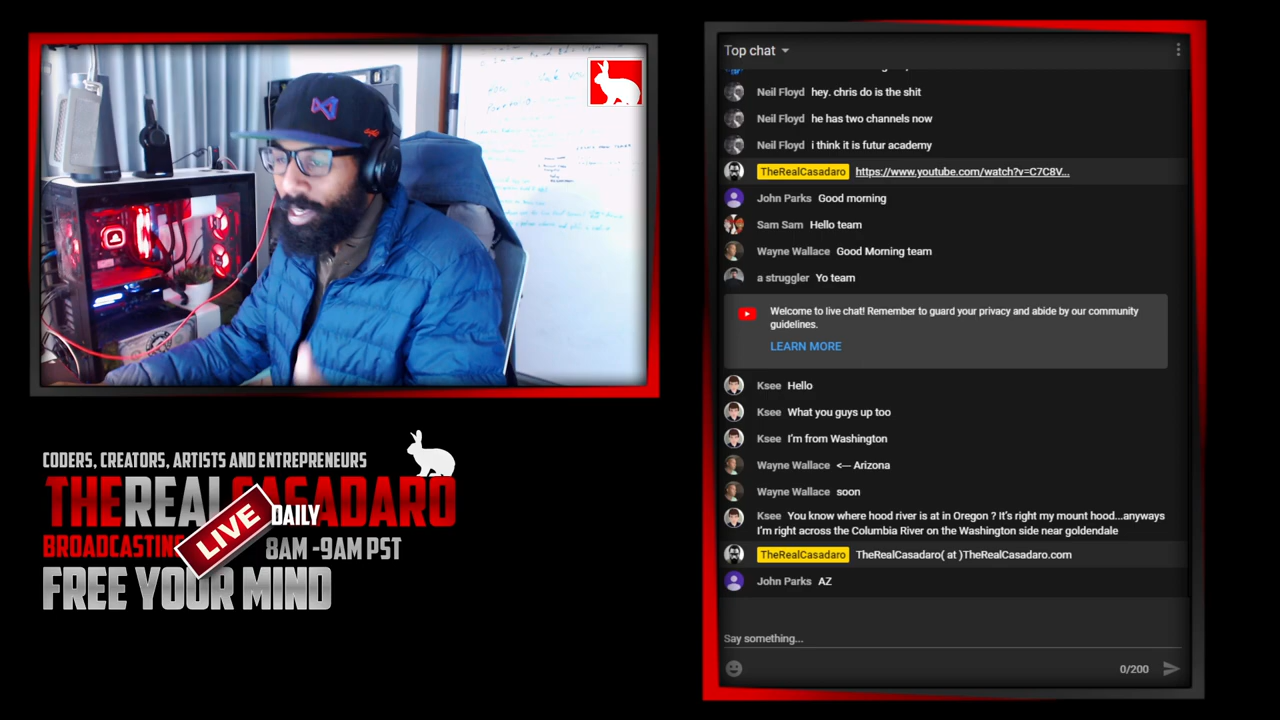 Top chat
Neil Floyd hey. chris do is the shit
Neil Floyd he has two channels now
Neil Floyd i think it is futur academy
TheRealCasadaro https://www.youtube.com/watch?v=C7C8V...
John Parks Good morning
Sam Sam Hello team
Wayne Wallace Good Morning team
a struggler Yo team
Welcome to live chat! Remember to guard your privacy and abide by our community
guidelines.
LEARN MORE
Ksee Hello
Ksee What you guys up too
Ksee I'm from Washington
Wayne Wallace <--- Arizona
Wayne Wallace soon
Ksee You know where hood river is at in Oregon ? It's right my mount hood...anyways
I'm right across the Columbia River on the Washington side near goldendale
TheRealCasadaro TheRealCasadaro( at )TheRealCasadaro.com
John Parks AZ
Say something...
0/200
CODERS, CREATORS, ARTISTS AND ENTREPRENEURS
THEREALCASADARO
LIVE
DAILY
BROADCASTING
8AM -9AM PST
FREE YOUR MIND